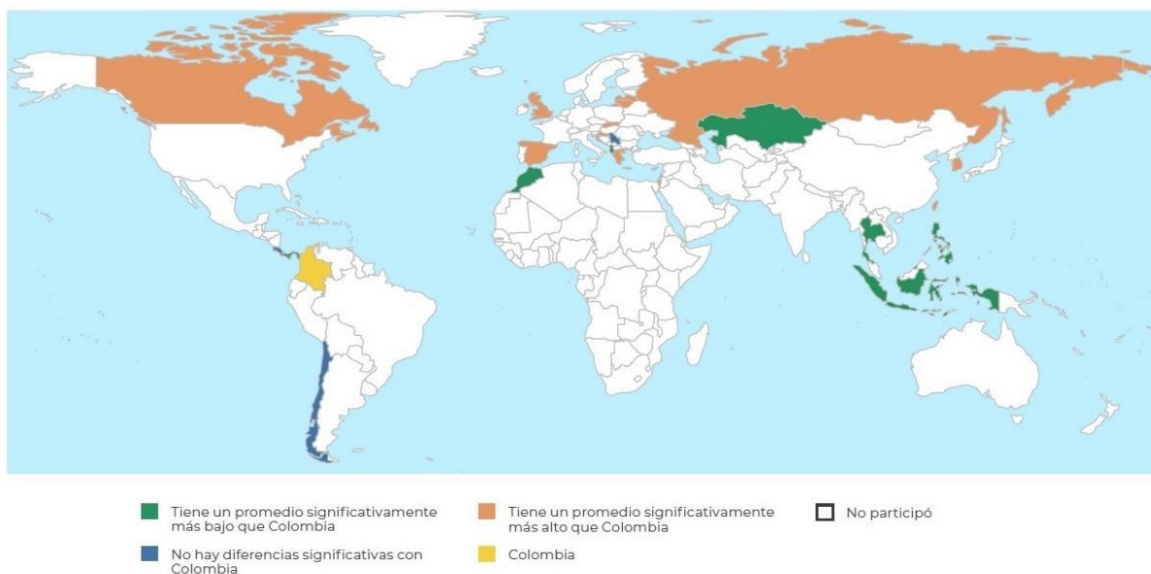 Tiene un promedio significativamente
más bajo que Colombia
No hay diferencias significativas con
Colombia
Tiene un promedio significativamente
más alto que Colombia
Colombia
No participó